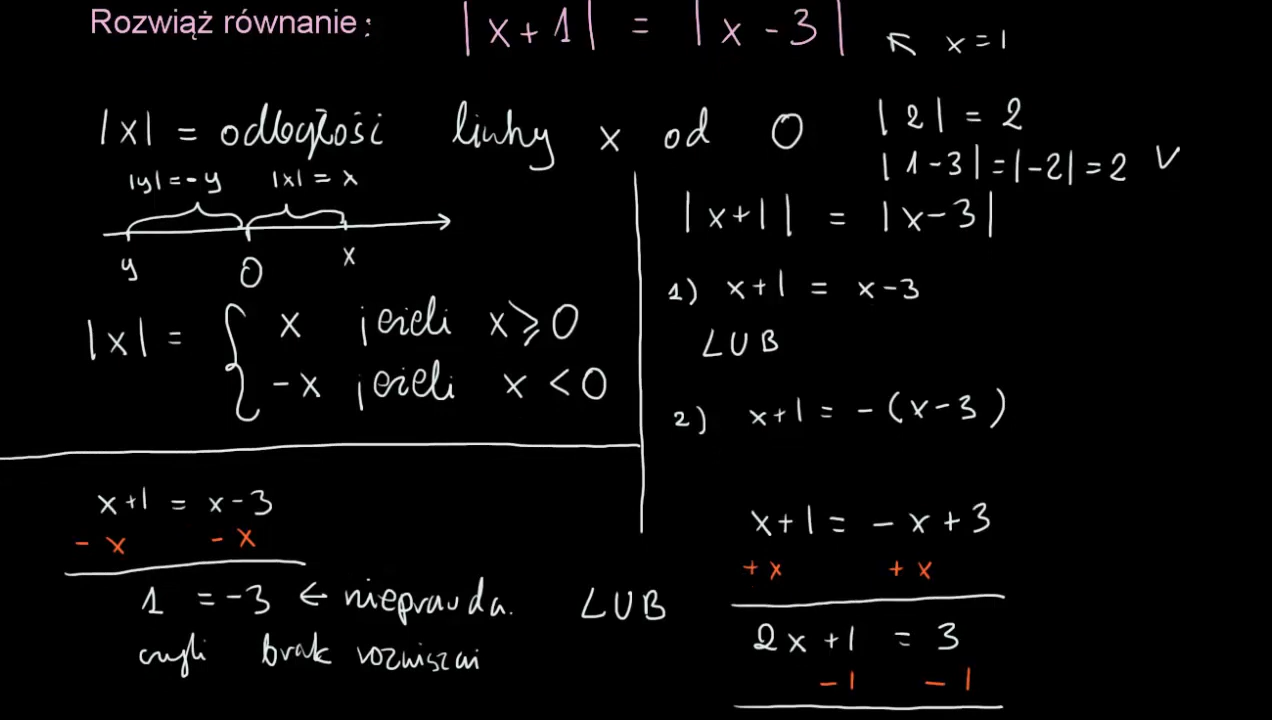 Rozwiąż równanie: |x+1| = |x-3| ↖ x=1
|x| = odległość liczby x od 0
|2| = 2
|1-3|=|-2|=2 ✓
|y|=-y |x|=x
y 0 x
|x| = { x jeżeli x⩾0
-x jeżeli x<0
|x+1| = |x-3|
1) x+1 = x-3
LUB
2) x+1 = -(x-3)
x+1 = x-3
-x -x
1 = -3 ← nieprawda.
czyli brak rozwiązań
LUB
x+1 = -x+3
+x +x
2x+1 = 3
-1 -1